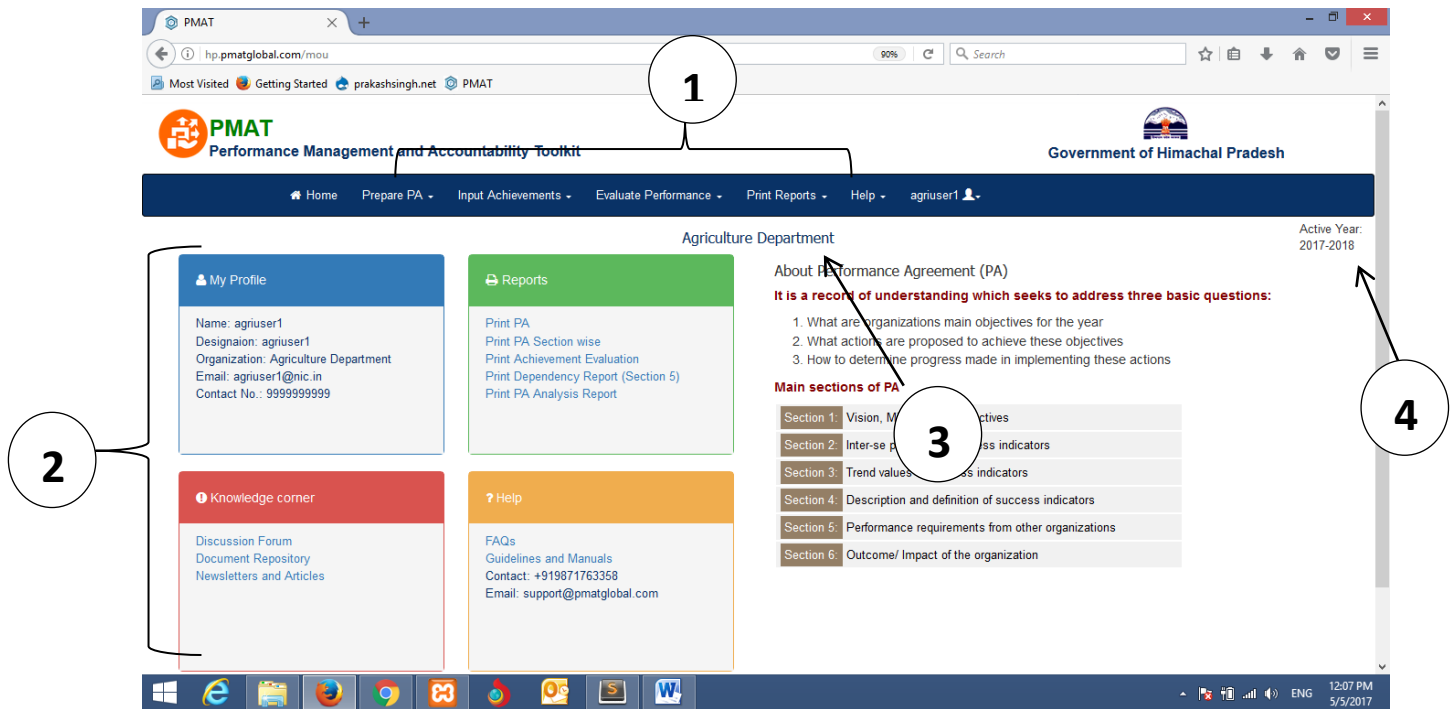 PMAT
hp.pmatglobal.com/mou
90%
Search
Most Visited Getting Started prakashsingh.net PMAT
1
PMAT
Performance Management and Accountability Toolkit
Government of Himachal Pradesh
Home Prepare PA Input Achievements Evaluate Performance Print Reports Help agriuser1
Agriculture Department
Active Year:
2017-2018
My Profile
Name: agriuser1
Designaion: agriuser1
Organization: Agriculture Department
Email: agriuser1@nic.in
Contact No.: 9999999999
Reports
Print PA
Print PA Section wise
Print Achievement Evaluation
Print Dependency Report (Section 5)
Print PA Analysis Report
About Performance Agreement (PA)
It is a record of understanding which seeks to address three basic questions:
1. What are organizations main objectives for the year
2. What actions are proposed to achieve these objectives
3. How to determine progress made in implementing these actions
Main sections of PA
Section 1: Vision,
Section 2: Inter-se indicators
Section 3: Trend values indicators
Section 4: Description and definition of success indicators
Section 5: Performance requirements from other organizations
Section 6: Outcome/ Impact of the organization
2
3
4
Knowledge corner
Discussion Forum
Document Repository
Newsletters and Articles
? Help
FAQs
Guidelines and Manuals
Contact: +919871763358
Email: support@pmatglobal.com
ENG
12:07 PM
5/5/2017